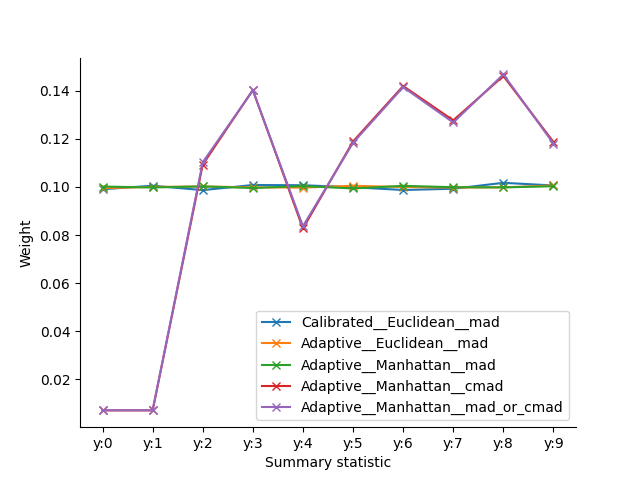 0.14
0.12
0.10
0.08
0.06
0.04
0.02
Weight
Calibrated__Euclidean__mad
Adaptive__Euclidean__mad
Adaptive__Manhattan__mad
Adaptive__Manhattan__cmad
Adaptive__Manhattan__mad_or_cmad
y:0 y:1 y:2 y:3 y:4 y:5 y:6 y:7 y:8 y:9
Summary statistic